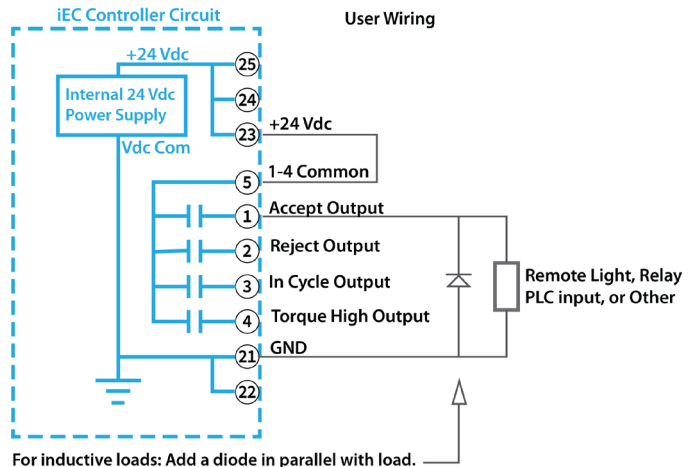 iEC Controller Circuit
User Wiring
+24 Vdc
25
Internal 24 Vdc
Power Supply
24
23
+24 Vdc
Vdc Com
5
1-4 Common
1
Accept Output
2
Reject Output
3
In Cycle Output
4
Torque High Output
Remote Light, Relay
PLC input, or Other
21
GND
22
For inductive loads: Add a diode in parallel with load.